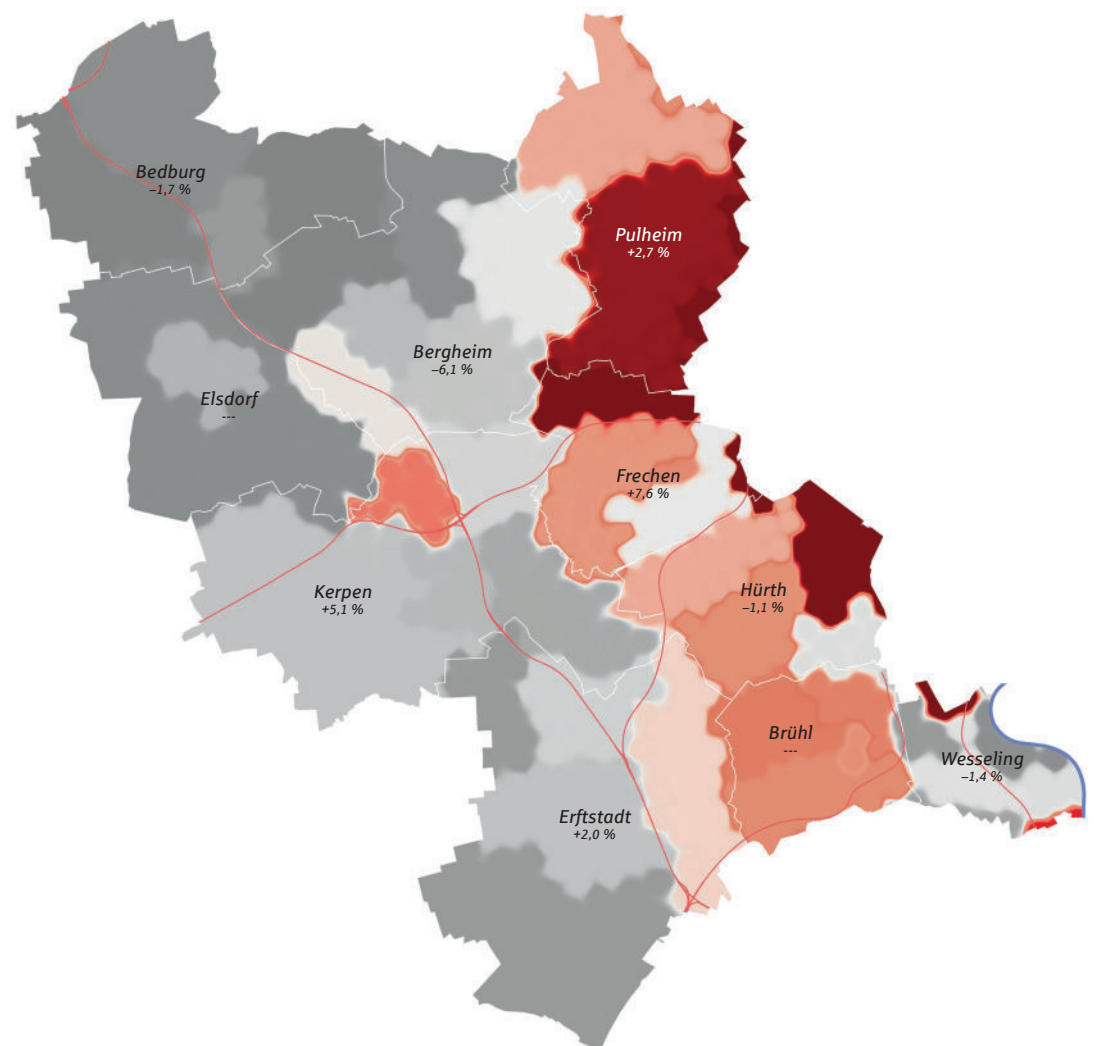 Bedburg
–1,7 %
Pulheim
+2,7 %
Bergheim
–6,1 %
Elsdorf
---
Frechen
+7,6 %
Kerpen
+5,1 %
Hürth
–1,1 %
Brühl
---
Wesseling
–1,4 %
Erftstadt
+2,0 %